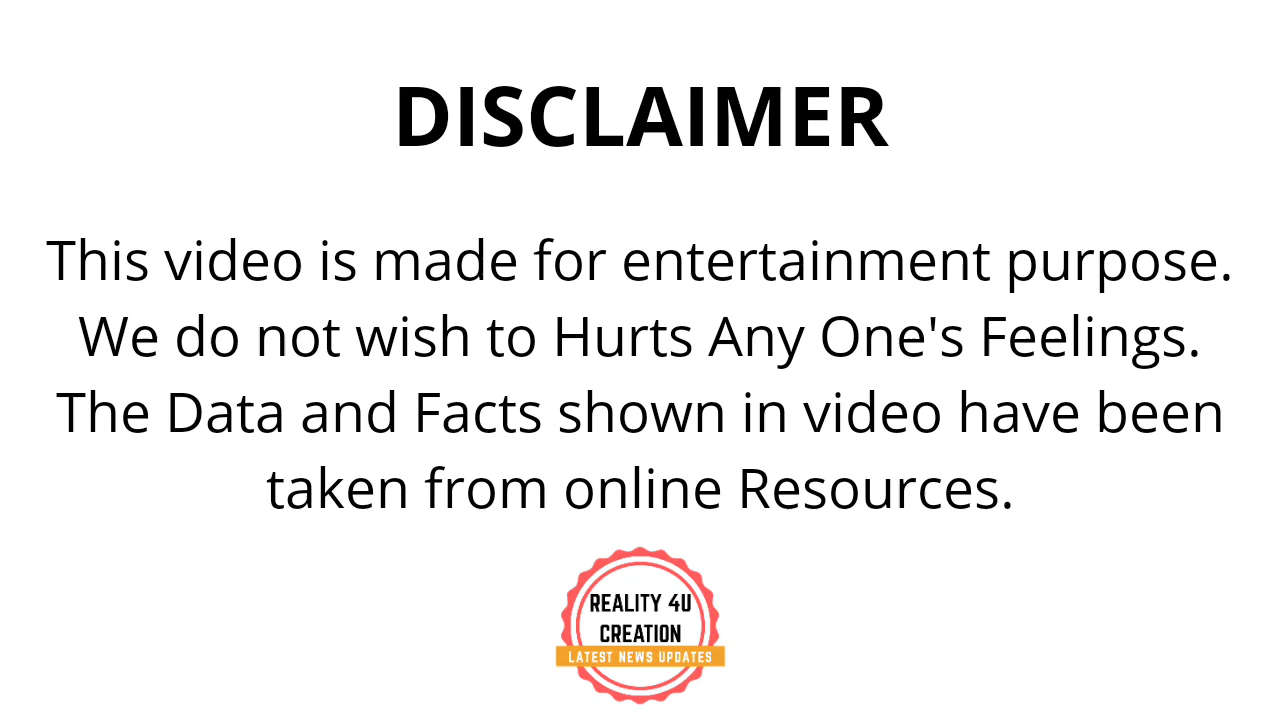 DISCLAIMER
This video is made for entertainment purpose.
We do not wish to Hurts Any One's Feelings.
The Data and Facts shown in video have been
taken from online Resources.
REALITY 4U
CREATION
LATEST NEWS UPDATES